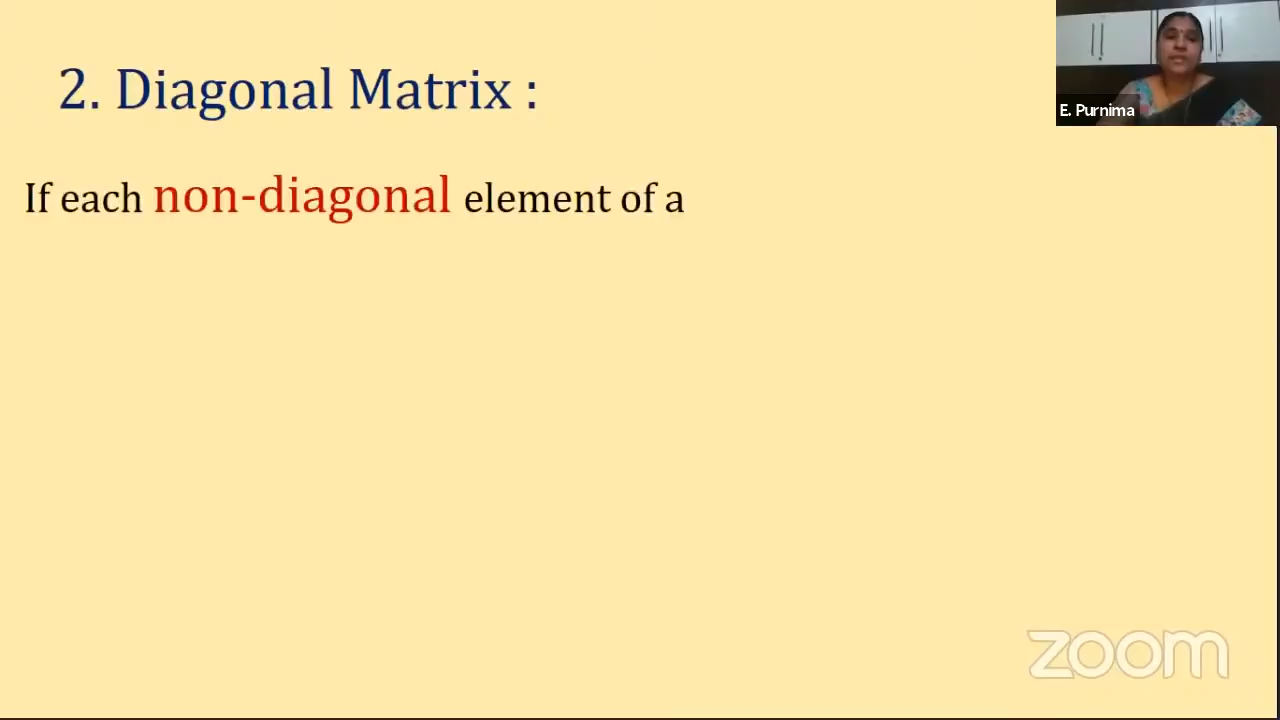 2. Diagonal Matrix :
E. Purnima
If each non-diagonal element of a
zoom